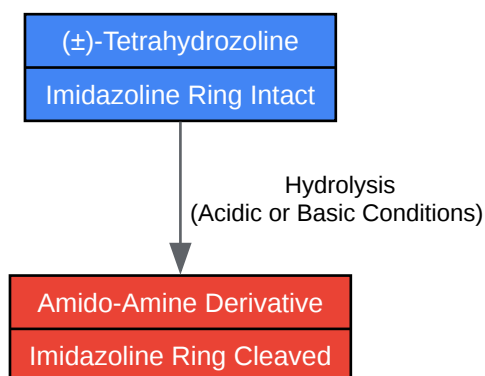 (±)-Tetrahydrozoline
Imidazoline Ring Intact
Hydrolysis
(Acidic or Basic Conditions)
Amido-Amine Derivative
Imidazoline Ring Cleaved